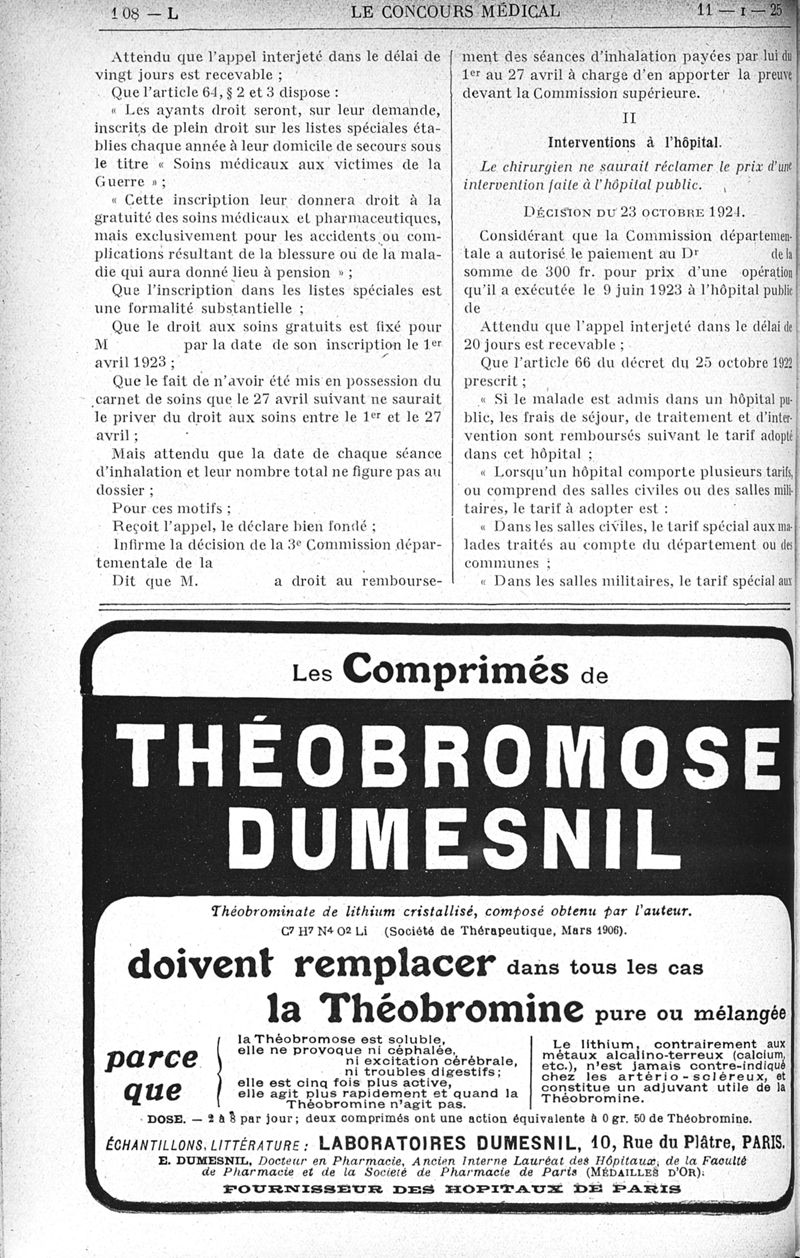 108 — L
LE CONCOURS MÉDICAL
11 — I — 25
Attendu que l'appel interjeté dans le délai de
vingt jours est recevable ;
Que l'article 64, § 2 et 3 dispose :
« Les ayants droit seront, sur leur demande,
inscrits de plein droit sur les listes spéciales éta-
blies chaque année à leur domicile de secours sous
le titre « Soins médicaux aux victimes de la
Guerre » ;
« Cette inscription leur donnera droit à la
gratuité des soins médicaux et pharmaceutiques,
mais exclusivement pour les accidents ou com-
plications résultant de la blessure ou de la mala-
die qui aura donné lieu à pension » ;
Que l'inscription dans les listes spéciales est
une formalité substantielle ;
Que le droit aux soins gratuits est fixé pour
M par la date de son inscription le 1er
avril 1923 ;
Que le fait de n'avoir été mis en possession du
carnet de soins que le 27 avril suivant ne saurait
le priver du droit aux soins entre le 1er et le 27
avril ;
Mais attendu que la date de chaque séance
d'inhalation et leur nombre total ne figure pas au
dossier ;
Pour ces motifs ;
Reçoit l'appel, le déclare bien fondé ;
Infirme la décision de la 3e Commission dépar-
tementale de la
Dit que M. a droit au rembourse-
ment des séances d'inhalation payées par lui du
1er au 27 avril à charge d'en apporter la preuve
devant la Commission supérieure.
II
Interventions à l'hôpital.
Le chirurgien ne saurait réclamer le prix d'une
intervention faite à l'hôpital public.
DÉCISION DU 23 OCTOBRE 1924.
Considérant que la Commission départemen-
tale a autorisé le paiement au Dr de la
somme de 300 fr. pour prix d'une opération
qu'il a exécutée le 9 juin 1923 à l'hôpital public
de
Attendu que l'appel interjeté dans le délai de
20 jours est recevable ;
Que l'article 66 du décret du 25 octobre 1922
prescrit ;
« Si le malade est admis dans un hôpital pu-
blic, les frais de séjour, de traitement et d'inter-
vention sont remboursés suivant le tarif adopté
dans cet hôpital ;
« Lorsqu'un hôpital comporte plusieurs tarifs,
ou comprend des salles civiles ou des salles mili-
taires, le tarif à adopter est :
« Dans les salles civiles, le tarif spécial aux ma-
lades traités au compte du département ou des
communes ;
« Dans les salles militaires, le tarif spécial aux
Les Comprimés de
THÉOBROMOSE
DUMESNIL
Théobrominate de lithium cristallisé, composé obtenu par l'auteur.
C7 H7 N4 O2 Li (Société de Thérapeutique, Mars 1906).
doivent remplacer dans tous les cas
la Théobromine pure ou mélangée
parce
que
la Théobromose est soluble,
elle ne provoque ni céphalée,
ni excitation cérébrale,
ni troubles digestifs ;
elle est cinq fois plus active,
elle agit plus rapidement et quand la
Théobromine n'agit pas.
Le lithium, contrairement aux
métaux alcalino-terreux (calcium,
etc.), n'est jamais contre-indiqué
chez les artério-scléreux, et
constitue un adjuvant utile de la
Théobromine.
DOSE. — 2 à 8 par jour ; deux comprimés ont une action équivalente à 0 gr. 50 de Théobromine.
ÉCHANTILLONS, LITTÉRATURE : LABORATOIRES DUMESNIL, 10, Rue du Plâtre, PARIS.
E. DUMESNIL, Docteur en Pharmacie, Ancien Interne Lauréat des Hôpitaux, de la Faculté
de Pharmacie et de la Société de Pharmacie de Paris (MÉDAILLES D'OR).
FOURNISSEUR DES HOPITAUX DE PARIS